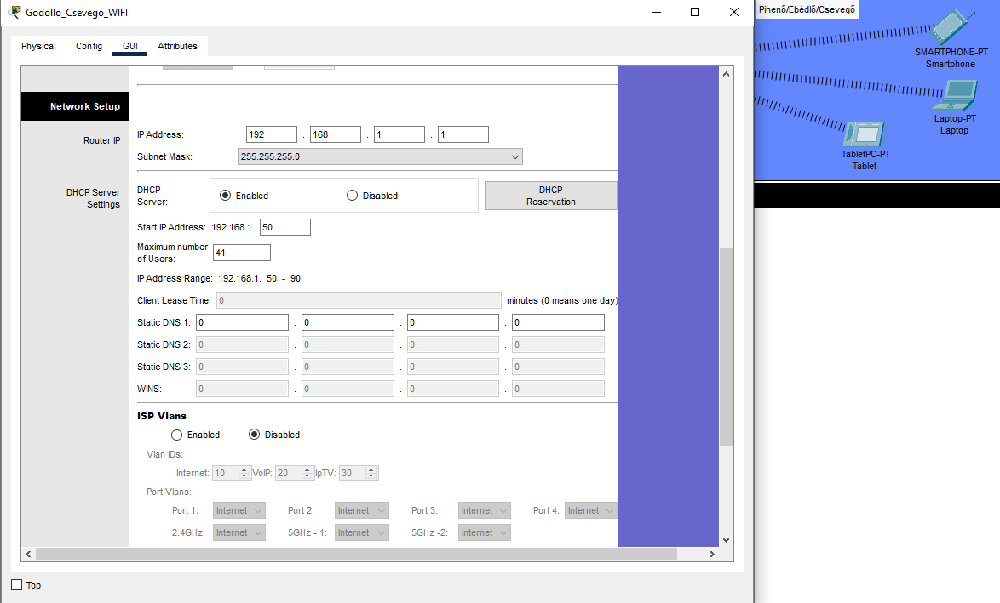 Godollo_Csevego_WIFI
Physical Config GUI Attributes
Network Setup
Router IP
IP Address: 192 . 168 . 1 . 1
Subnet Mask: 255.255.255.0
DHCP Server Settings
DHCP Server: Enabled Disabled DHCP Reservation
Start IP Address: 192.168.1. 50
Maximum number of Users: 41
IP Address Range: 192.168.1. 50 - 90
Client Lease Time: 0 minutes (0 means one day)
Static DNS 1: 0 . 0 . 0 . 0
Static DNS 2: 0 . 0 . 0 . 0
Static DNS 3: 0 . 0 . 0 . 0
WINS: 0 . 0 . 0 . 0
ISP Vlans
Enabled Disabled
Vlan IDs:
Internet: 10 VoIP: 20 IpTV: 30
Port Vlans:
Port 1: Internet Port 2: Internet Port 3: Internet Port 4: Internet
2.4GHz: Internet 5GHz - 1: Internet 5GHz -2: Internet
Top
Pihenő/Ebédlő/Csevegő
SMARTPHONE-PT
Smartphone
Laptop-PT
Laptop
TabletPC-PT
Tablet